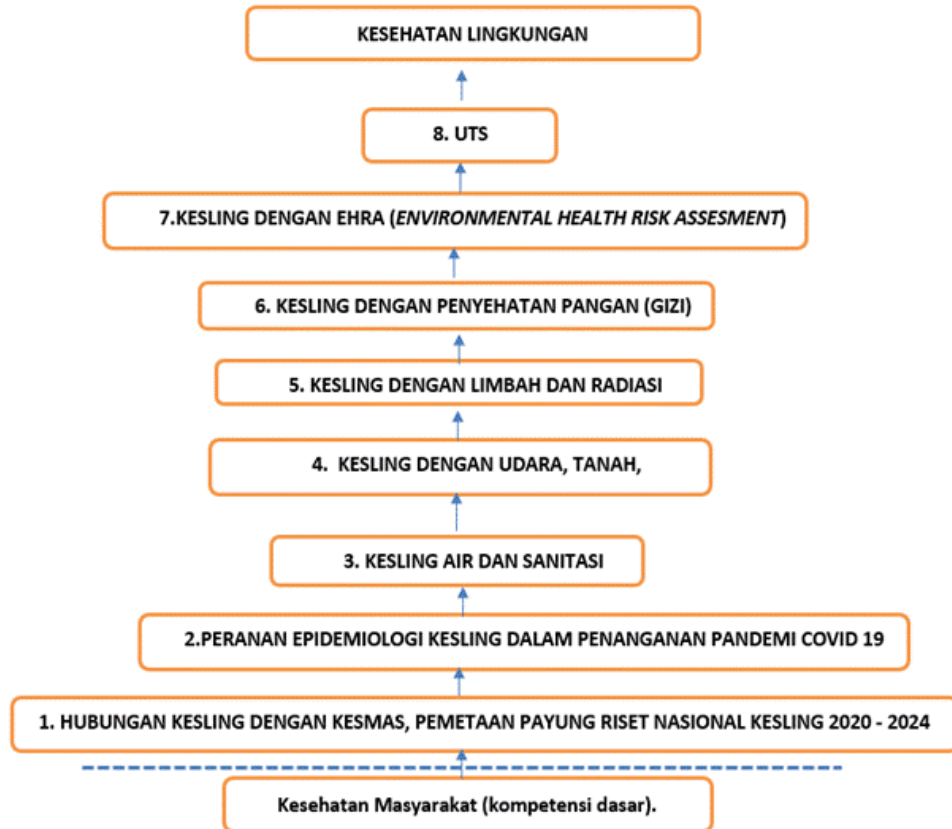 KESEHATAN LINGKUNGAN
8. UTS
7.KESLING DENGAN EHRA (ENVIRONMENTAL HEALTH RISK ASSESMENT)
6. KESLING DENGAN PENYEHATAN PANGAN (GIZI)
5. KESLING DENGAN LIMBAH DAN RADIASI
4. KESLING DENGAN UDARA, TANAH,
3. KESLING AIR DAN SANITASI
2.PERANAN EPIDEMIOLOGI KESLING DALAM PENANGANAN PANDEMI COVID 19
1. HUBUNGAN KESLING DENGAN KESMAS, PEMETAAN PAYUNG RISET NASIONAL KESLING 2020 - 2024
Kesehatan Masyarakat (kompetensi dasar).